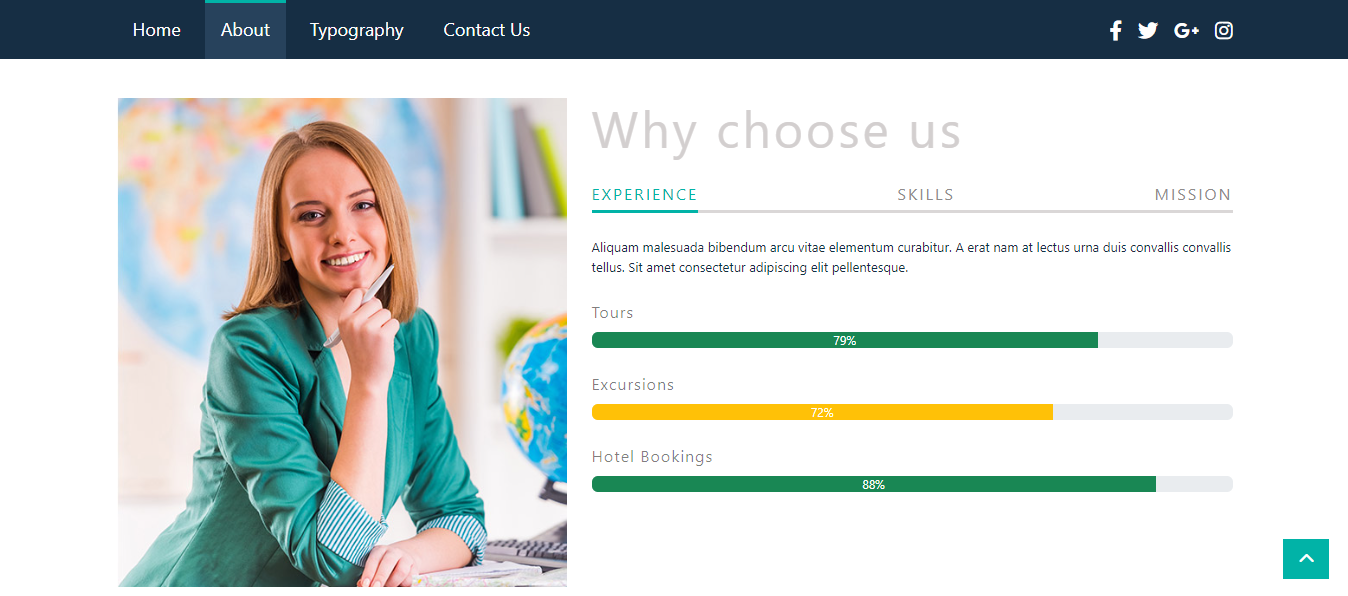 Home About Typography Contact Us
Why choose us
EXPERIENCE SKILLS MISSION
Aliquam malesuada bibendum arcu vitae elementum curabitur. A erat nam at lectus urna duis convallis convallis
tellus. Sit amet consectetur adipiscing elit pellentesque.
Tours
79%
Excursions
72%
Hotel Bookings
88%